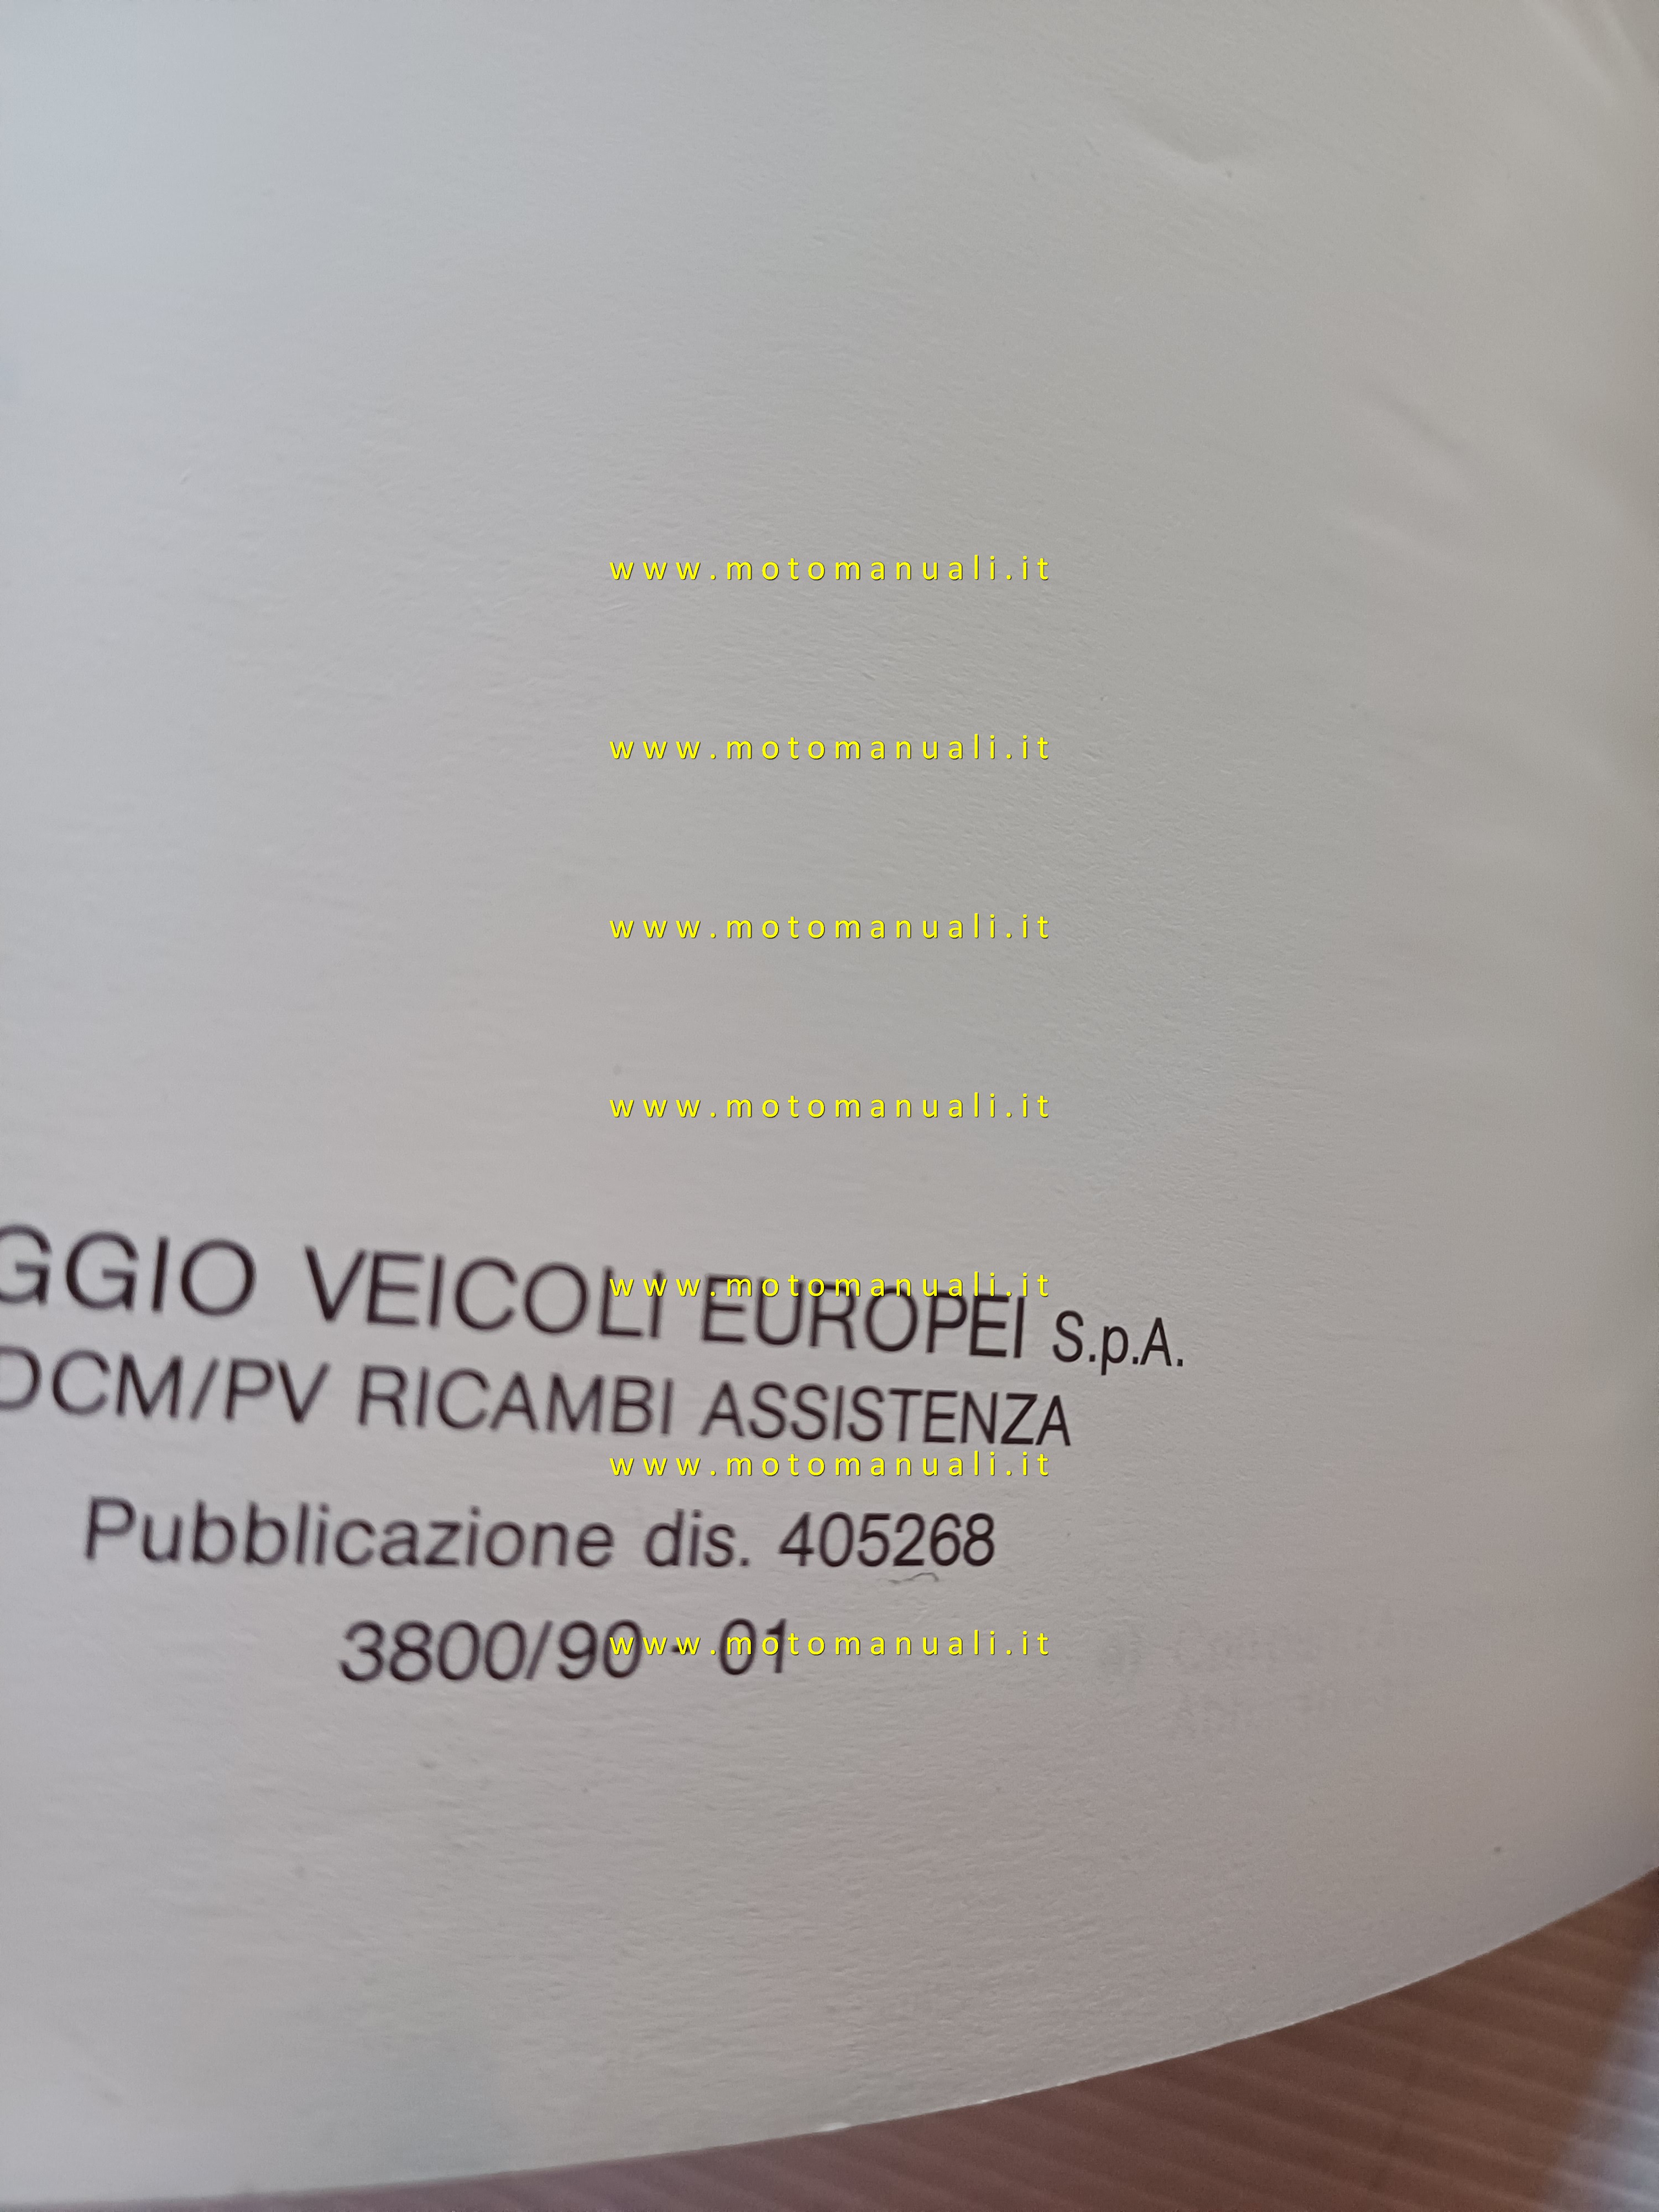 www.motomanuali.it
www.motomanuali.it
www.motomanuali.it
www.motomanuali.it
GGIO VEICOLI EUROPEI S.p.A.
www.motomanuali.it
DCM/PV RICAMBI ASSISTENZA
www.motomanuali.it
Pubblicazione dis. 405268
3800/90 - 01
www.motomanuali.it